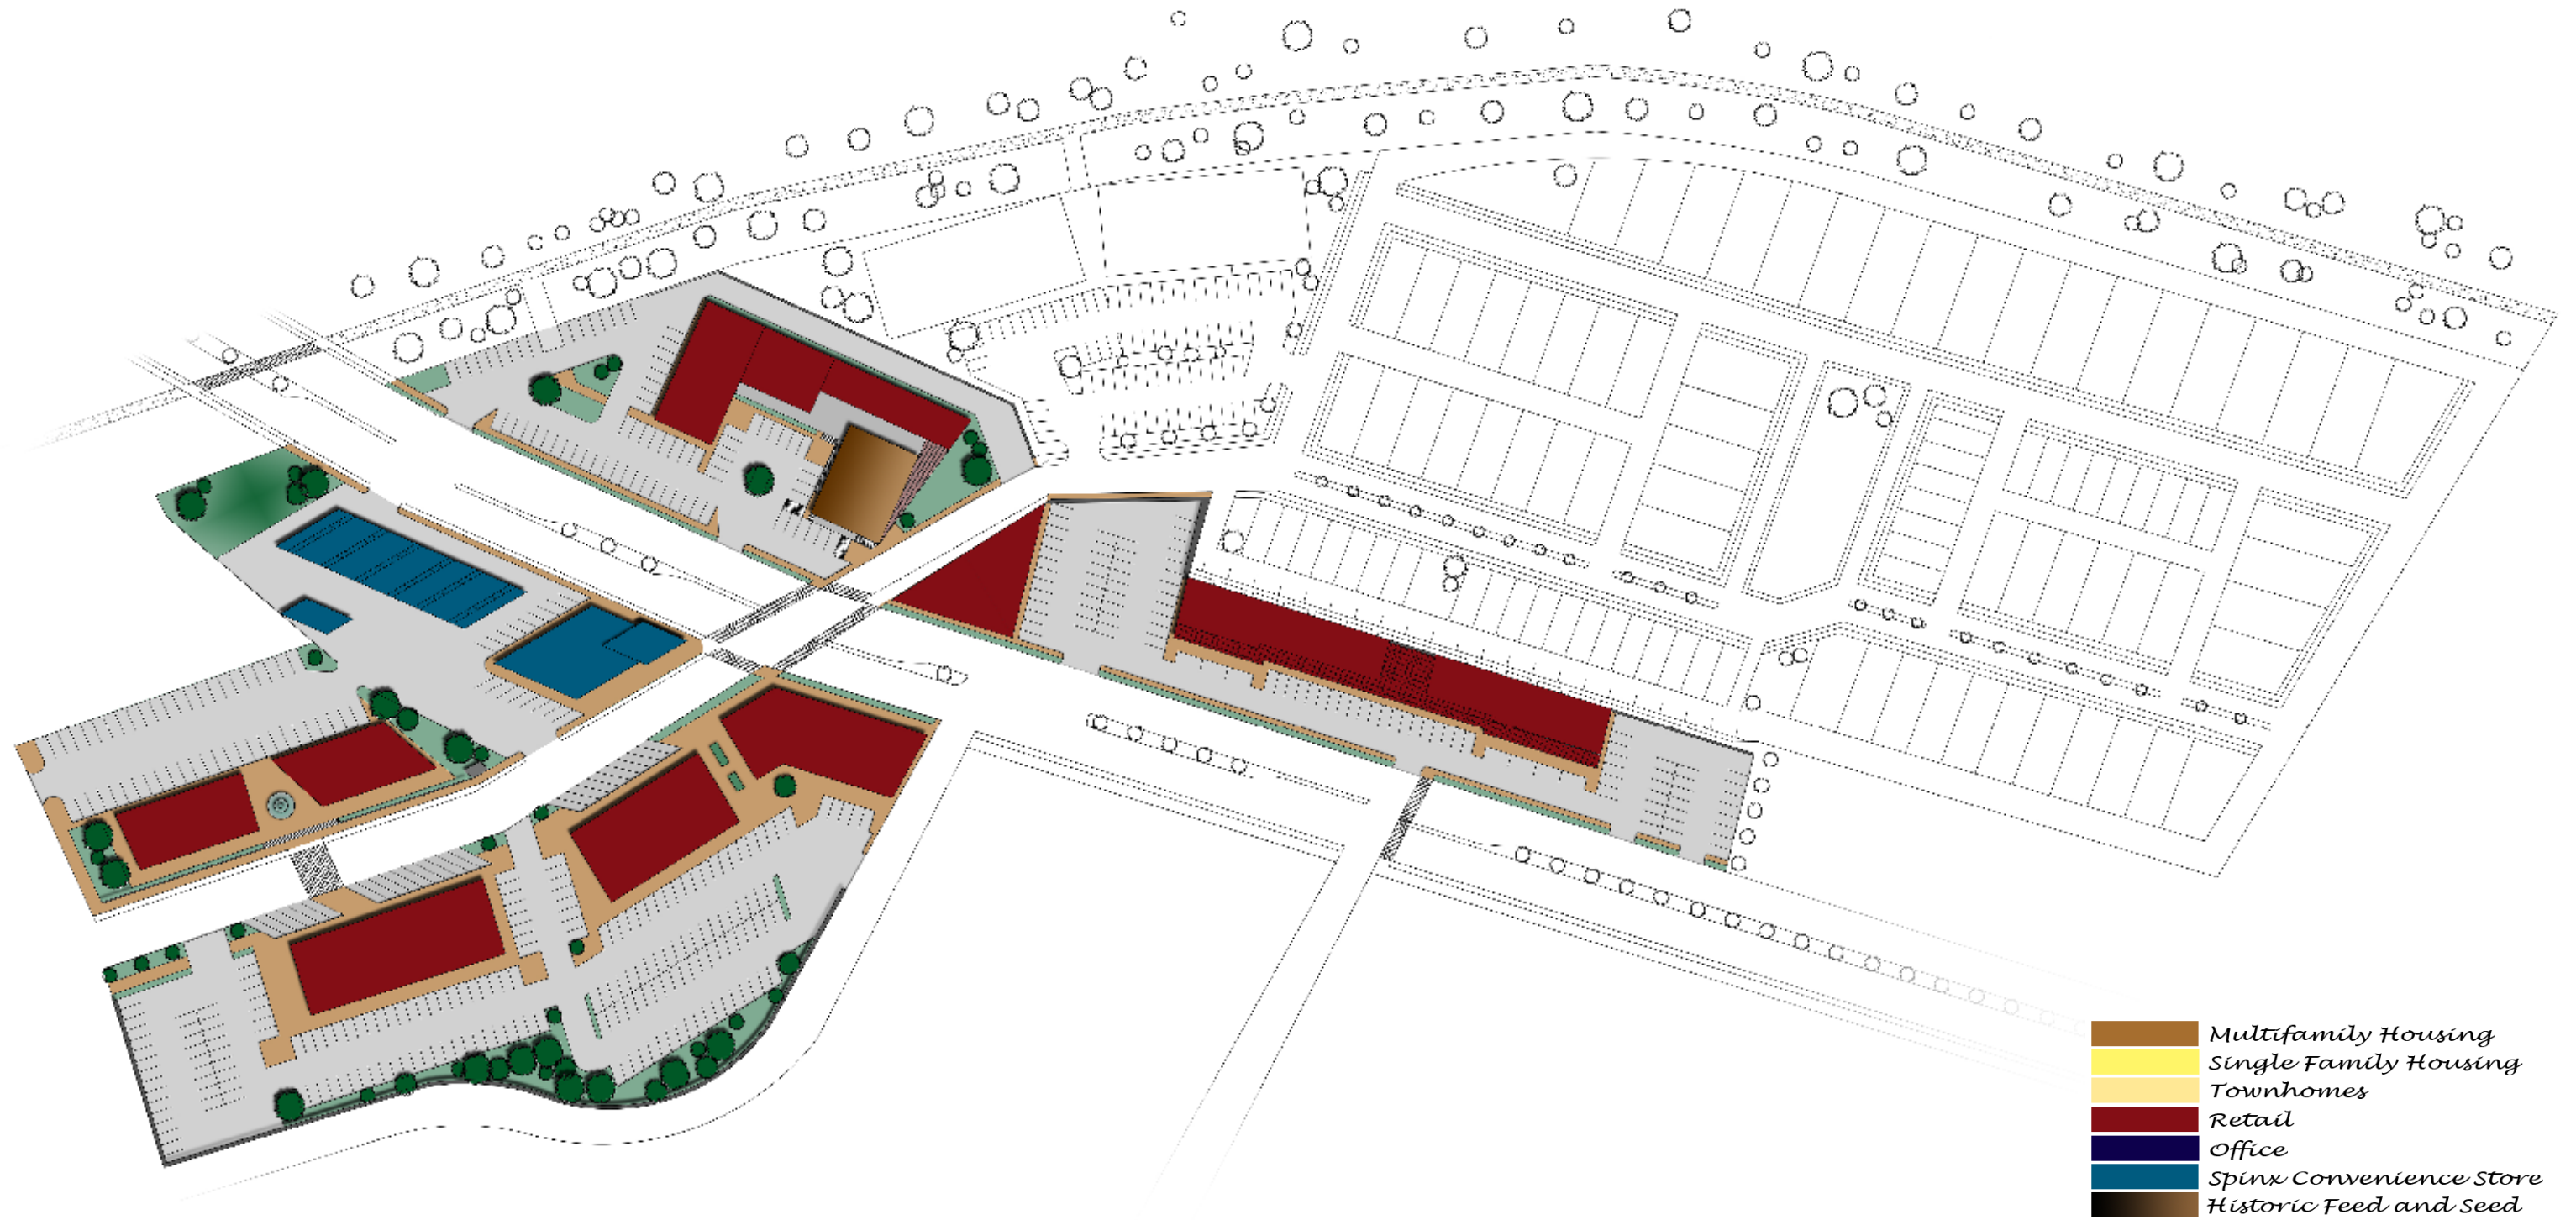 Multifamily Housing
Single Family Housing
Townhomes
Retail
Office
Spinx Convenience Store
Historic Feed and Seed